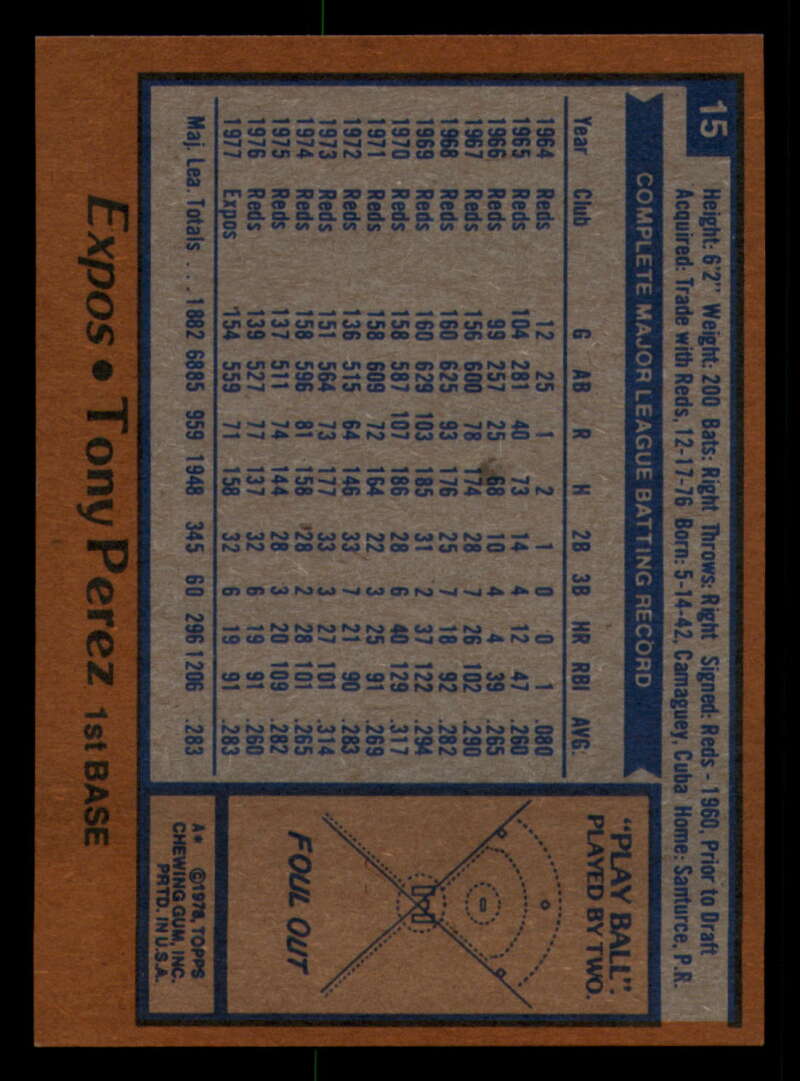 15
Height: 6'2" Weight: 200 Bats: Right Throws: Right Signed: Reds - 1960, Prior to Draft
Acquired: Trade with Reds, 12-17-76 Born: 5-14-42, Camaguey, Cuba Home: Santurce, P.R.
COMPLETE MAJOR LEAGUE BATTING RECORD
Year Club G AB R H 2B 3B HR RBI AVG.
1964 Reds 12 25 1 2 1 0 0 1 .080
1965 Reds 104 281 40 73 14 4 12 47 .260
1966 Reds 99 257 25 68 10 4 4 39 .265
1967 Reds 156 600 78 174 28 7 26 102 .290
1968 Reds 160 625 93 176 25 7 18 92 .282
1969 Reds 160 629 103 185 31 2 37 122 .294
1970 Reds 158 587 107 186 28 6 40 129 .317
1971 Reds 158 609 72 164 22 3 25 91 .269
1972 Reds 136 515 64 146 33 7 21 90 .283
1973 Reds 151 564 73 177 33 3 27 101 .314
1974 Reds 158 596 81 158 28 2 28 101 .265
1975 Reds 137 511 74 144 28 3 20 109 .282
1976 Reds 139 527 77 137 32 6 19 91 .260
1977 Expos 154 559 71 158 32 6 19 91 .283
Maj. Lea. Totals ... 1882 6885 959 1948 345 60 296 1206 .283
"PLAY BALL":
PLAYED BY TWO.
FOUL OUT
A* ©1978, TOPPS
CHEWING GUM, INC.
PRTD. IN U.S.A.
Expos • Tony Perez 1st BASE